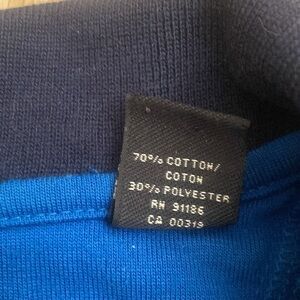 70% COTTON/
COTON
30% POLYESTER
RN 91186
CA 00319